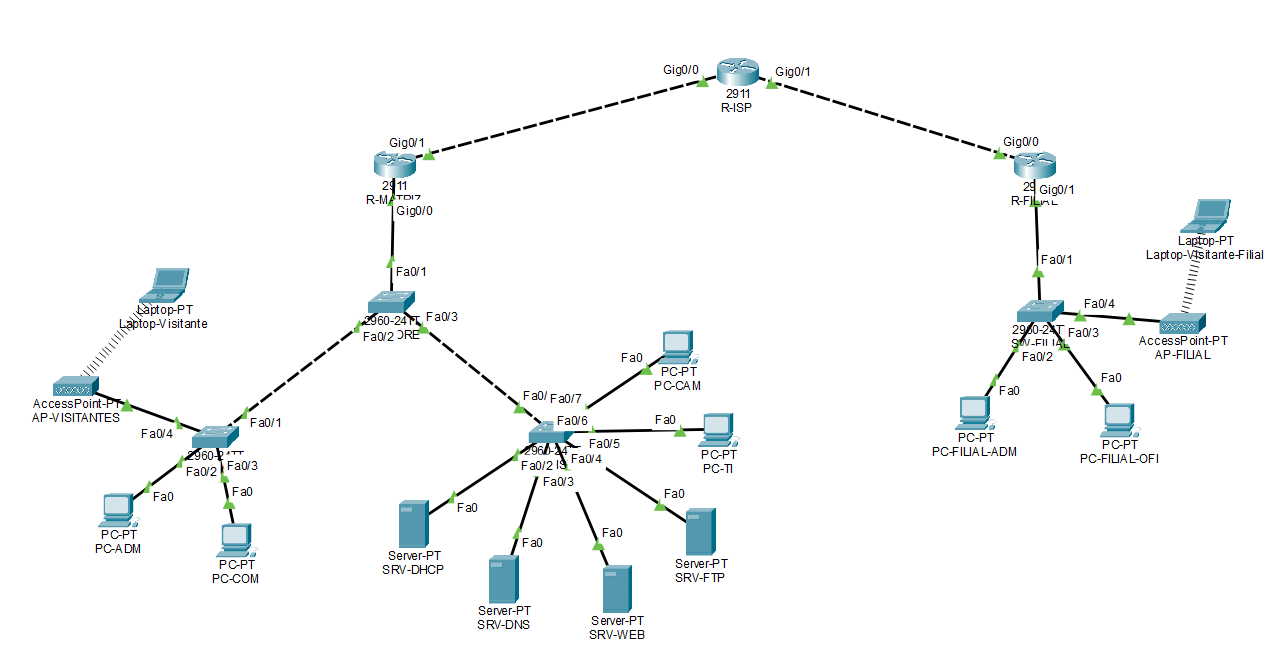 Gig0/0
Gig0/1
2911
R-ISP
Gig0/1
Gig0/0
2911
Gig0/0
Gig0/1
Laptop-PT
Laptop-Visitante-Filial
Fa0/1
Fa0/1
Laptop-PT
Laptop-Visitante
Fa0/4
Fa0/3
Fa0/2
Fa0/3
Fa0/2
AccessPoint-PT
AP-FILIAL
Fa0
PC-PT
PC-CAM
Fa0
Fa0
AccessPoint-PT
AP-VISITANTES
Fa0/7
Fa0/6
Fa0
Fa0/1
Fa0/4
Fa0/5
PC-PT
PC-TI
PC-PT
PC-FILIAL-ADM
PC-PT
PC-FILIAL-OFI
Fa0/3
Fa0/2
Fa0/2
Fa0/4
Fa0/3
Fa0
Fa0
Fa0
Fa0
PC-PT
PC-ADM
Fa0
Fa0
PC-PT
PC-COM
Server-PT
SRV-DHCP
Server-PT
SRV-FTP
Server-PT
SRV-DNS
Server-PT
SRV-WEB